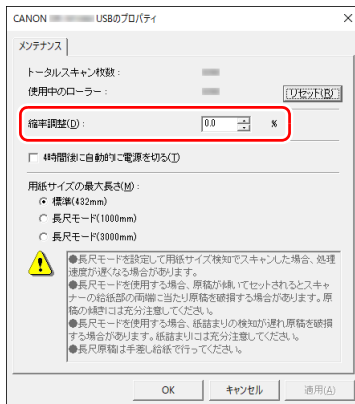 CANON USBのプロパティ
メンテナンス
トータルスキャン枚数:
使用中のローラー: リセット(R)
縮率調整(D): 0.0 %
4時間後に自動的に電源を切る(T)
用紙サイズの最大長さ(M):
標準(432mm)
長尺モード(1000mm)
長尺モード(3000mm)
●長尺モードを設定して用紙サイズ検知でスキャンした場合、処理
速度が遅くなる場合があります。
●長尺モードを使用する場合、原稿が傾いてセットされるとスキャ
ナーの給紙部の両端に当たり原稿を破損する場合があります。原
稿の傾きには充分注意してください。
●長尺モードを使用する場合、紙詰まりの検知が遅れ原稿を破損
する場合があります。紙詰まりには充分注意してください。
●長尺原稿は手差し給紙で行ってください。
OK キャンセル 適用(A)